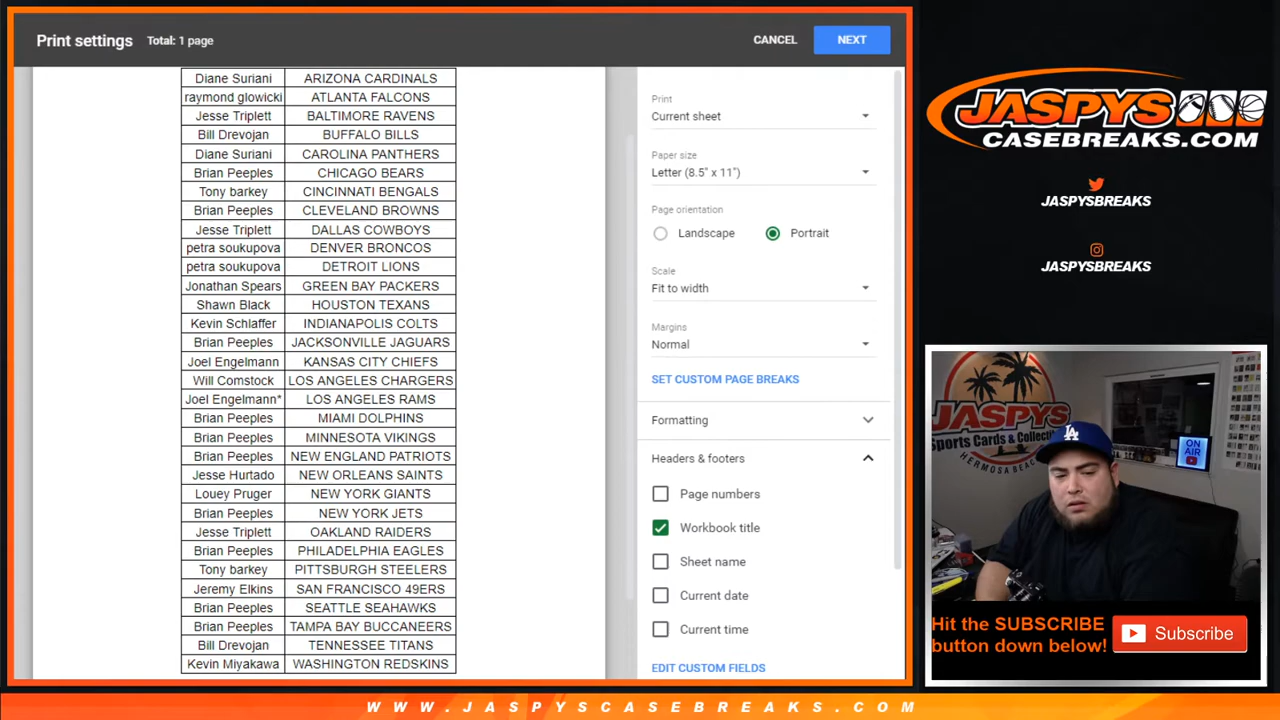 Print settings
Total: 1 page
CANCEL
NEXT
Diane Suriani ARIZONA CARDINALS
raymond glowicki ATLANTA FALCONS
Jesse Triplett BALTIMORE RAVENS
Bill Drevojan BUFFALO BILLS
Diane Suriani CAROLINA PANTHERS
Brian Peeples CHICAGO BEARS
Tony barkey CINCINNATI BENGALS
Brian Peeples CLEVELAND BROWNS
Jesse Triplett DALLAS COWBOYS
petra soukupova DENVER BRONCOS
petra soukupova DETROIT LIONS
Jonathan Spears GREEN BAY PACKERS
Shawn Black HOUSTON TEXANS
Kevin Schlaffer INDIANAPOLIS COLTS
Brian Peeples JACKSONVILLE JAGUARS
Joel Engelmann KANSAS CITY CHIEFS
Will Comstock LOS ANGELES CHARGERS
Joel Engelmann* LOS ANGELES RAMS
Brian Peeples MIAMI DOLPHINS
Brian Peeples MINNESOTA VIKINGS
Brian Peeples NEW ENGLAND PATRIOTS
Jesse Hurtado NEW ORLEANS SAINTS
Louey Pruger NEW YORK GIANTS
Brian Peeples NEW YORK JETS
Jesse Triplett OAKLAND RAIDERS
Brian Peeples PHILADELPHIA EAGLES
Tony barkey PITTSBURGH STEELERS
Jeremy Elkins SAN FRANCISCO 49ERS
Brian Peeples SEATTLE SEAHAWKS
Brian Peeples TAMPA BAY BUCCANEERS
Bill Drevojan TENNESSEE TITANS
Kevin Miyakawa WASHINGTON REDSKINS
Print
Current sheet
Paper size
Letter (8.5" x 11")
Page orientation
Landscape
Portrait
Scale
Fit to width
Margins
Normal
SET CUSTOM PAGE BREAKS
Formatting
Headers & footers
Page numbers
Workbook title
Sheet name
Current date
Current time
EDIT CUSTOM FIELDS
JASPYS
CASEBREAKS.COM
JASPYSBREAKS
JASPYSBREAKS
JASPYS
Sports Cards & Collectib
HERMOSA BEAC
LA
ON
AIR
Hit the SUBSCRIBE
button down below!
Subscribe
WWW.JASPYSCASEBREAKS.COM